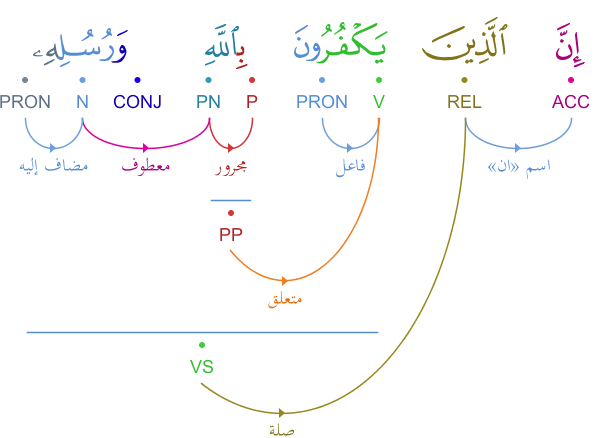 إِنَّ ٱلَّذِينَ يَكْفُرُونَ بِٱللَّهِ وَرُسُلِهِۦ
ACC REL V PRON P PN CONJ N PRON
اسم «ان» فاعل مجرور معطوف مضاف إليه
PP
متعلق
VS
صلة